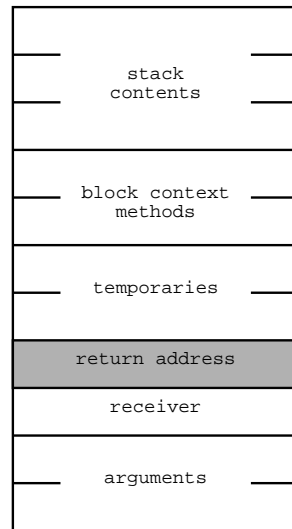 stack
contents
block context
methods
temporaries
return address
receiver
arguments